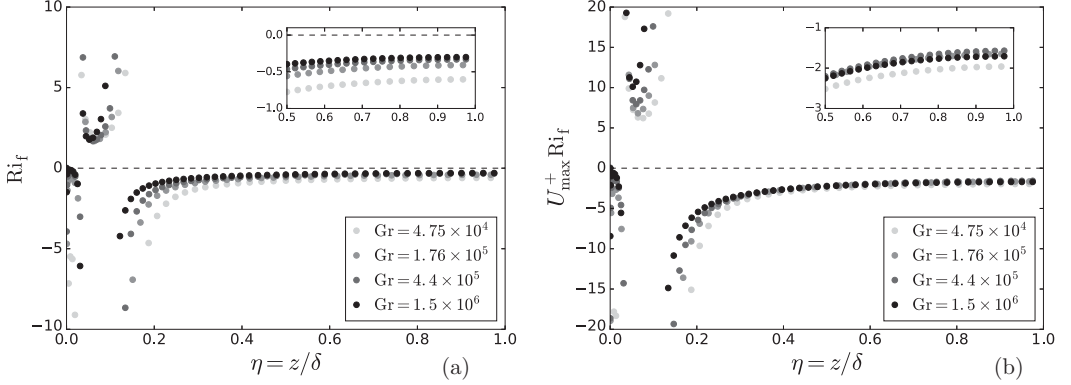 10
5
0
−5
−10
Ri_f
0.0 0.2 0.4 0.6 0.8 1.0
η = z/δ
(a)
0.0
−0.5
−1.0
0.5 0.6 0.7 0.8 0.9 1.0
Gr = 4.75 × 10^4
Gr = 1.76 × 10^5
Gr = 4.4 × 10^5
Gr = 1.5 × 10^6
20
15
10
5
0
−5
−10
−15
−20
U^+_max Ri_f
0.0 0.2 0.4 0.6 0.8 1.0
η = z/δ
(b)
−1
−2
−3
0.5 0.6 0.7 0.8 0.9 1.0
Gr = 4.75 × 10^4
Gr = 1.76 × 10^5
Gr = 4.4 × 10^5
Gr = 1.5 × 10^6